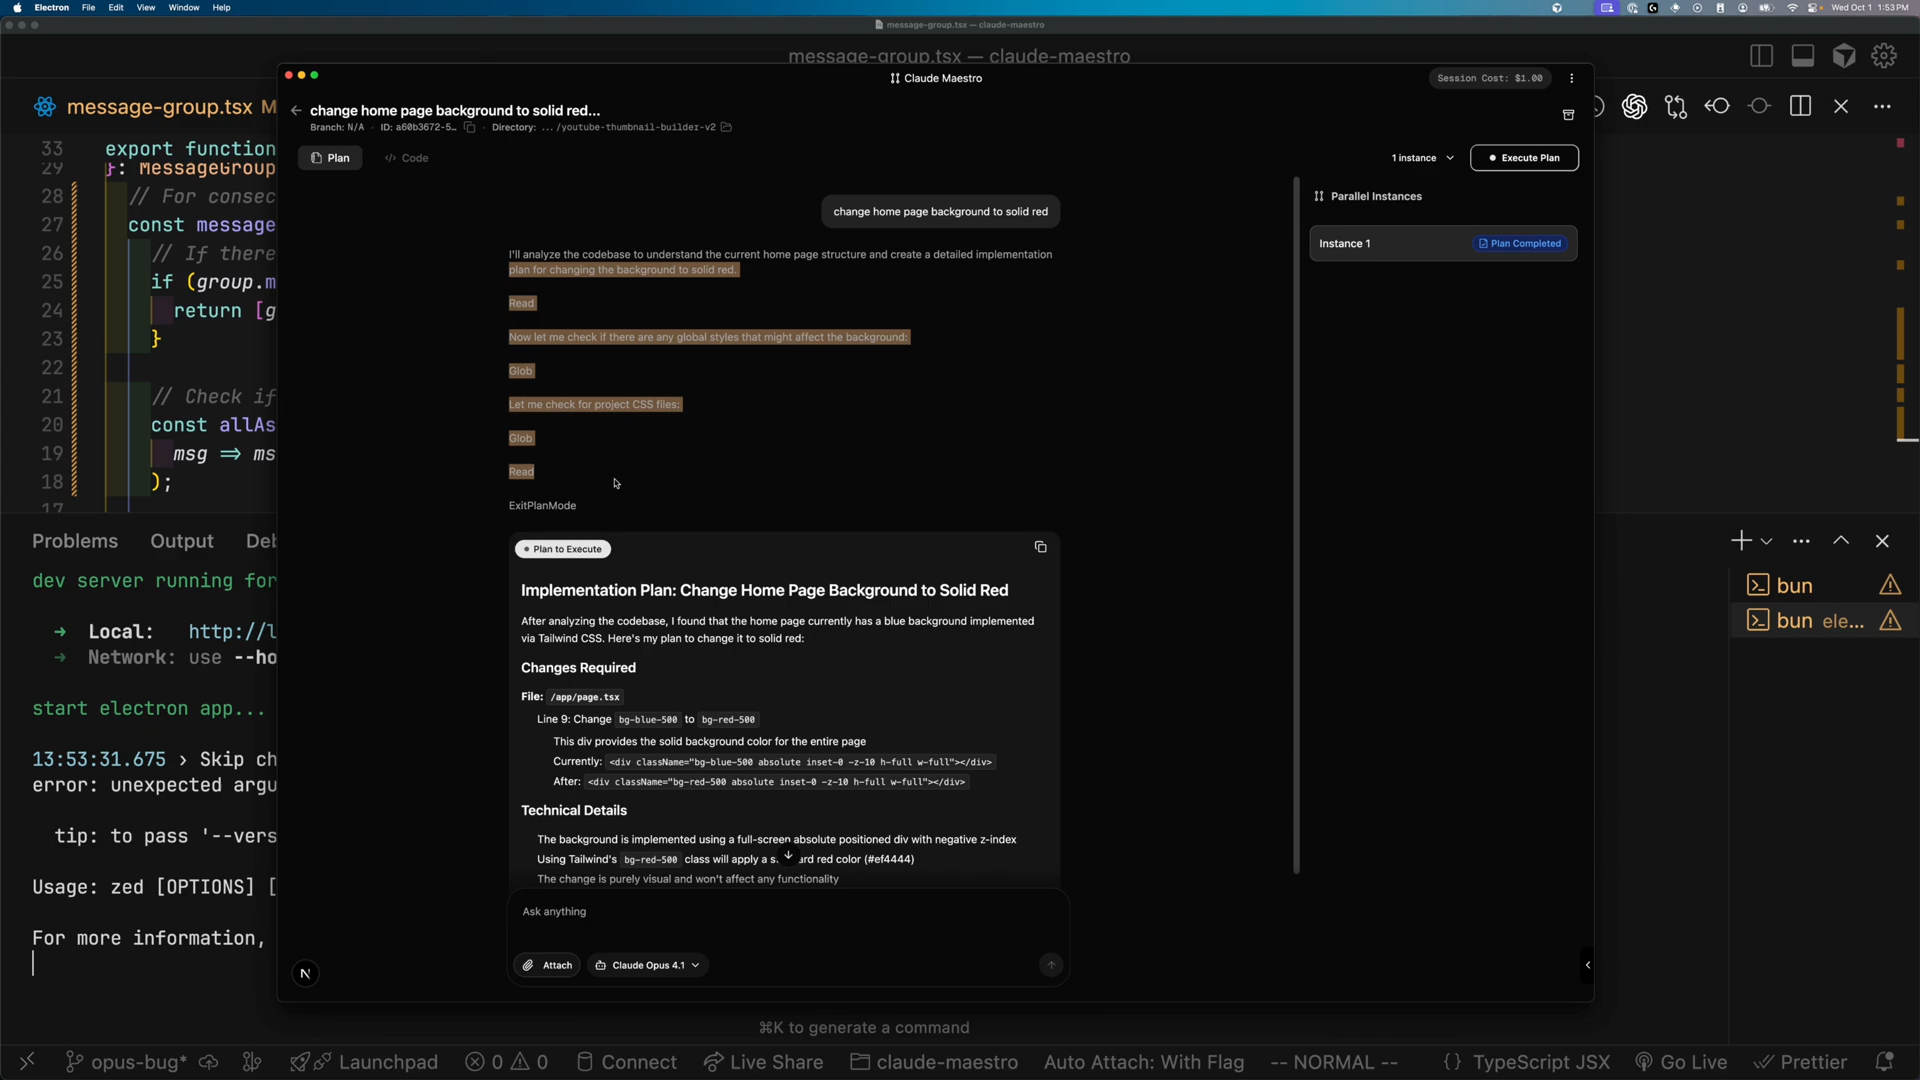 Electron File Edit View Window Help
Wed Oct 1 1:53 PM
message-group.tsx — claude-maestro
message-group.tsx — claude-maestro
Claude Maestro
Session Cost: $1.00
message-group.tsx M
change home page background to solid red...
Branch: N/A · ID: a60b3672-5… · Directory: .../youtube-thumbnail-builder-v2
Plan
</> Code
1 instance
Execute Plan
33 export function
29 }: MessageGroup
28 // For consec
27 const message
26 // If there
25 if (group.m
24 return [g
23 }
22
21 // Check if
20 const allAs
19 msg => ms
18 );
17
change home page background to solid red
I'll analyze the codebase to understand the current home page structure and create a detailed implementation
plan for changing the background to solid red.
Read
Now let me check if there are any global styles that might affect the background:
Glob
Let me check for project CSS files:
Glob
Read
ExitPlanMode
Plan to Execute
Implementation Plan: Change Home Page Background to Solid Red
After analyzing the codebase, I found that the home page currently has a blue background implemented
via Tailwind CSS. Here's my plan to change it to solid red:
Changes Required
File: /app/page.tsx
Line 9: Change bg-blue-500 to bg-red-500
This div provides the solid background color for the entire page
Currently: <div className="bg-blue-500 absolute inset-0 -z-10 h-full w-full"></div>
After: <div className="bg-red-500 absolute inset-0 -z-10 h-full w-full"></div>
Technical Details
The background is implemented using a full-screen absolute positioned div with negative z-index
Using Tailwind's bg-red-500 class will apply a s rd red color (#ef4444)
The change is purely visual and won't affect any functionality
Ask anything
Attach
Claude Opus 4.1
N
Parallel Instances
Instance 1
Plan Completed
Problems Output Deb
dev server running for
➜ Local: http://l
➜ Network: use --ho
start electron app...
13:53:31.675 › Skip ch
error: unexpected argu
tip: to pass '--vers
Usage: zed [OPTIONS] [
For more information,
bun
bun ele...
⌘K to generate a command
opus-bug* Launchpad 0 0 Connect Live Share claude-maestro Auto Attach: With Flag -- NORMAL -- {} TypeScript JSX Go Live Prettier